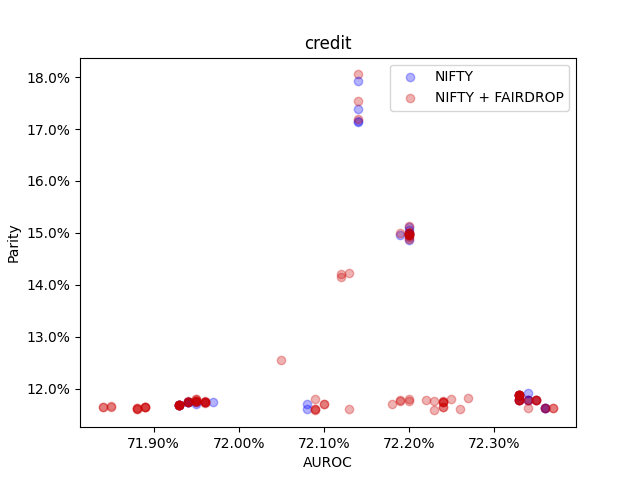 credit
NIFTY
NIFTY + FAIRDROP
Parity
18.0%
17.0%
16.0%
15.0%
14.0%
13.0%
12.0%
71.90%
72.00%
72.10%
72.20%
72.30%
AUROC